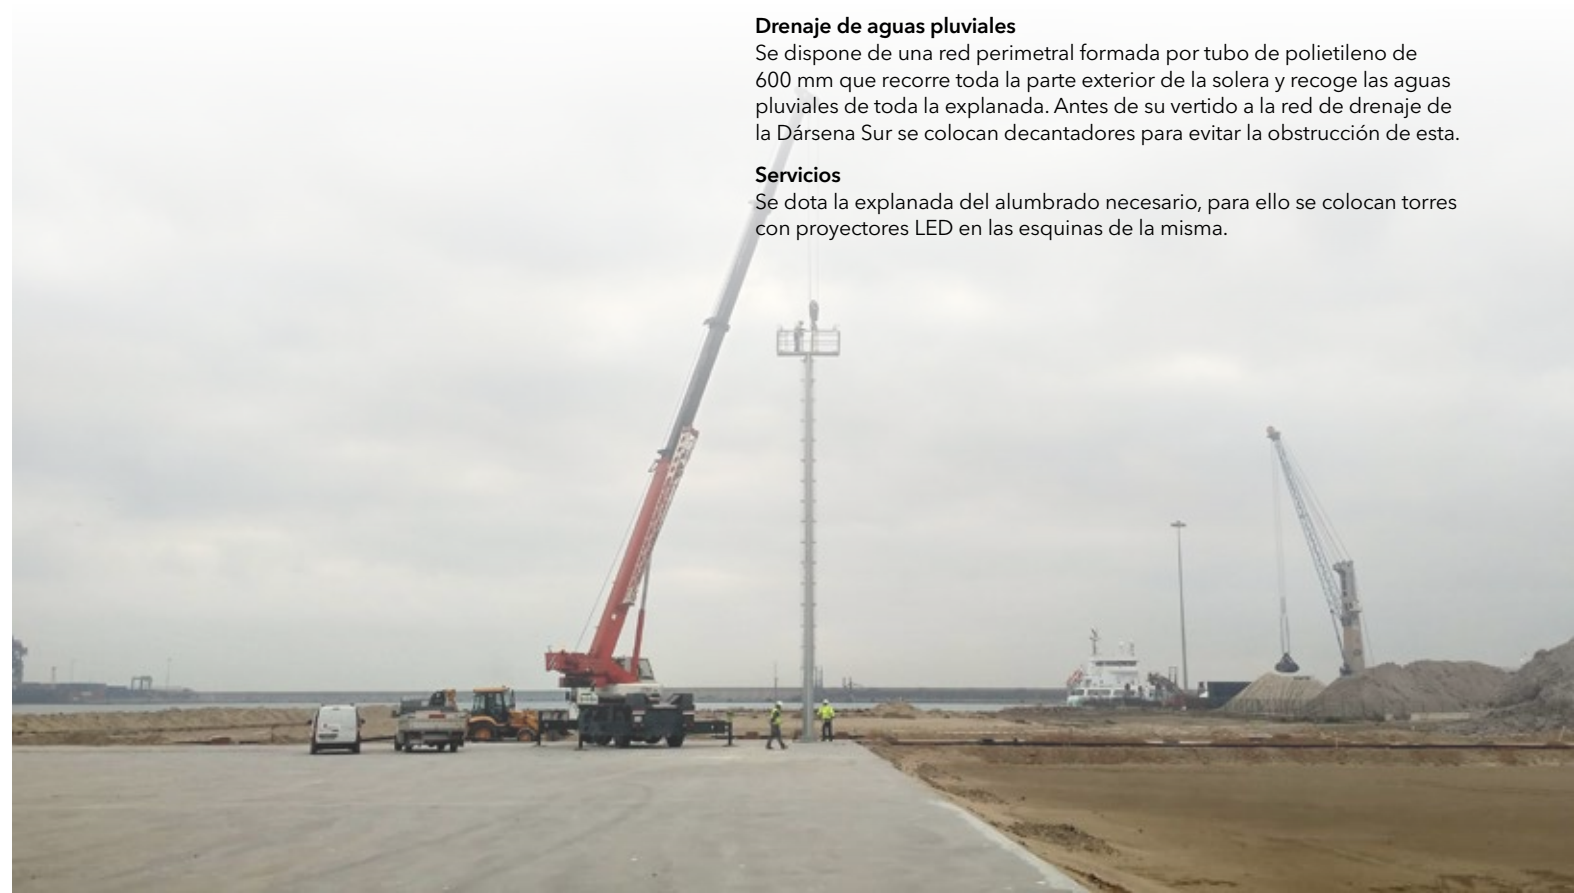 Drenaje de aguas pluviales
Se dispone de una red perimetral formada por tubo de polietileno de
600 mm que recorre toda la parte exterior de la solera y recoge las aguas
pluviales de toda la explanada. Antes de su vertido a la red de drenaje de
la Dársena Sur se colocan decantadores para evitar la obstrucción de esta.
Servicios
Se dota la explanada del alumbrado necesario, para ello se colocan torres
con proyectores LED en las esquinas de la misma.